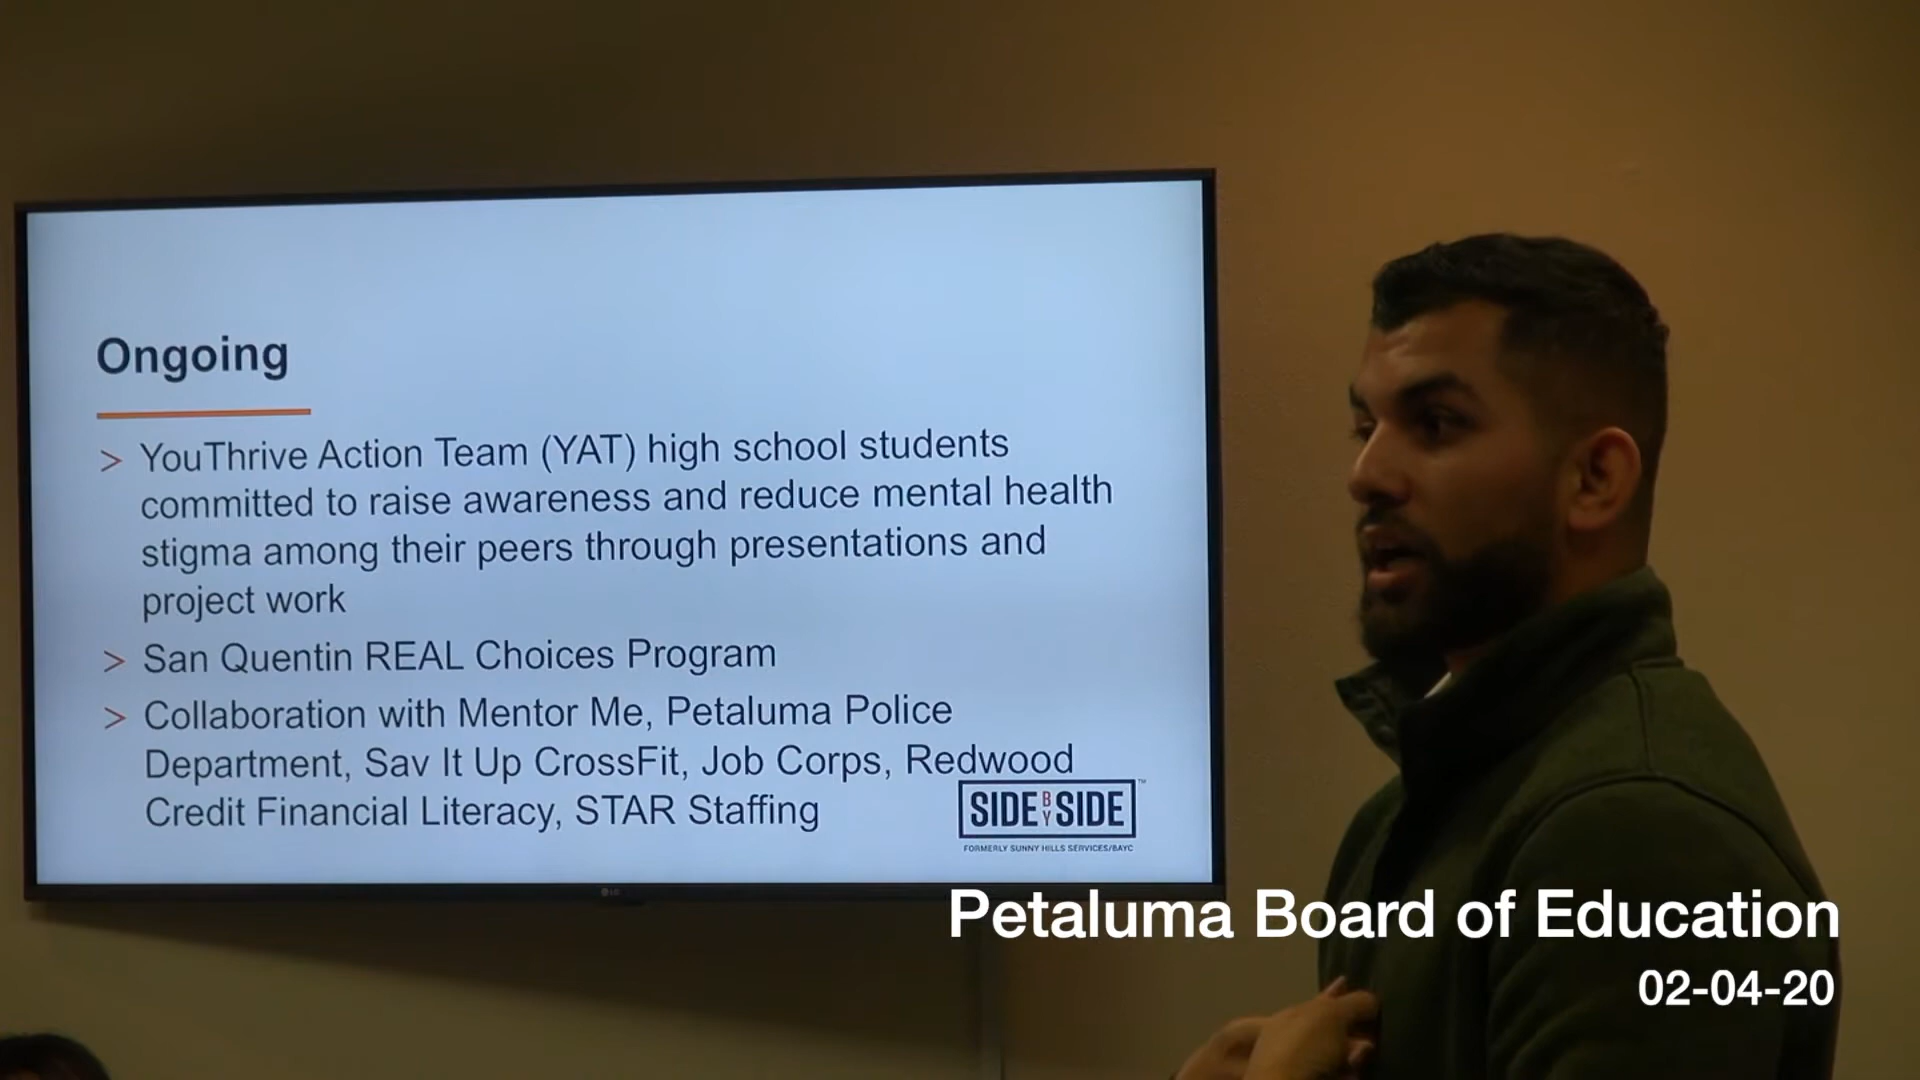 Ongoing
> YouThrive Action Team (YAT) high school students
committed to raise awareness and reduce mental health
stigma among their peers through presentations and
project work
> San Quentin REAL Choices Program
> Collaboration with Mentor Me, Petaluma Police
Department, Sav It Up CrossFit, Job Corps, Redwood
Credit Financial Literacy, STAR Staffing
SIDE BY SIDE ™
FORMERLY SUNNY HILLS SERVICES/BAYC
LG
Petaluma Board of Education
02-04-20